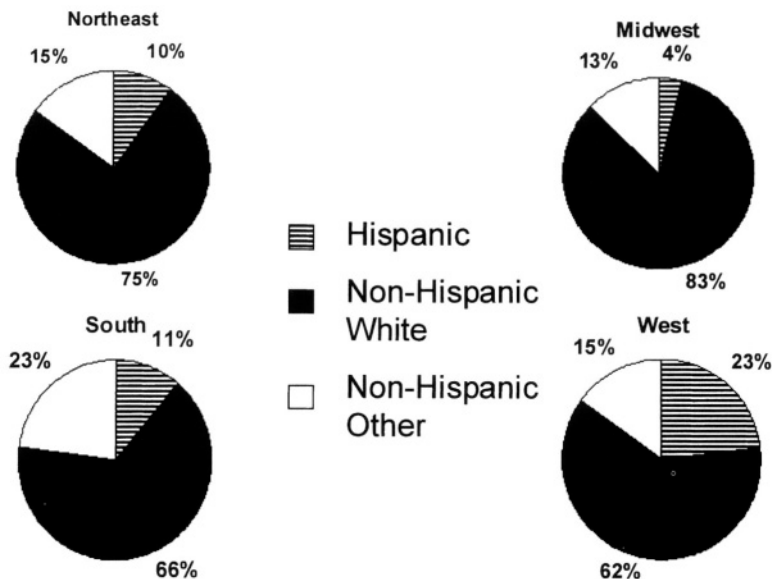 Northeast
15%
10%
75%
Midwest
13%
4%
83%
Hispanic
Non-Hispanic
White
Non-Hispanic
Other
South
23%
11%
66%
West
15%
23%
62%